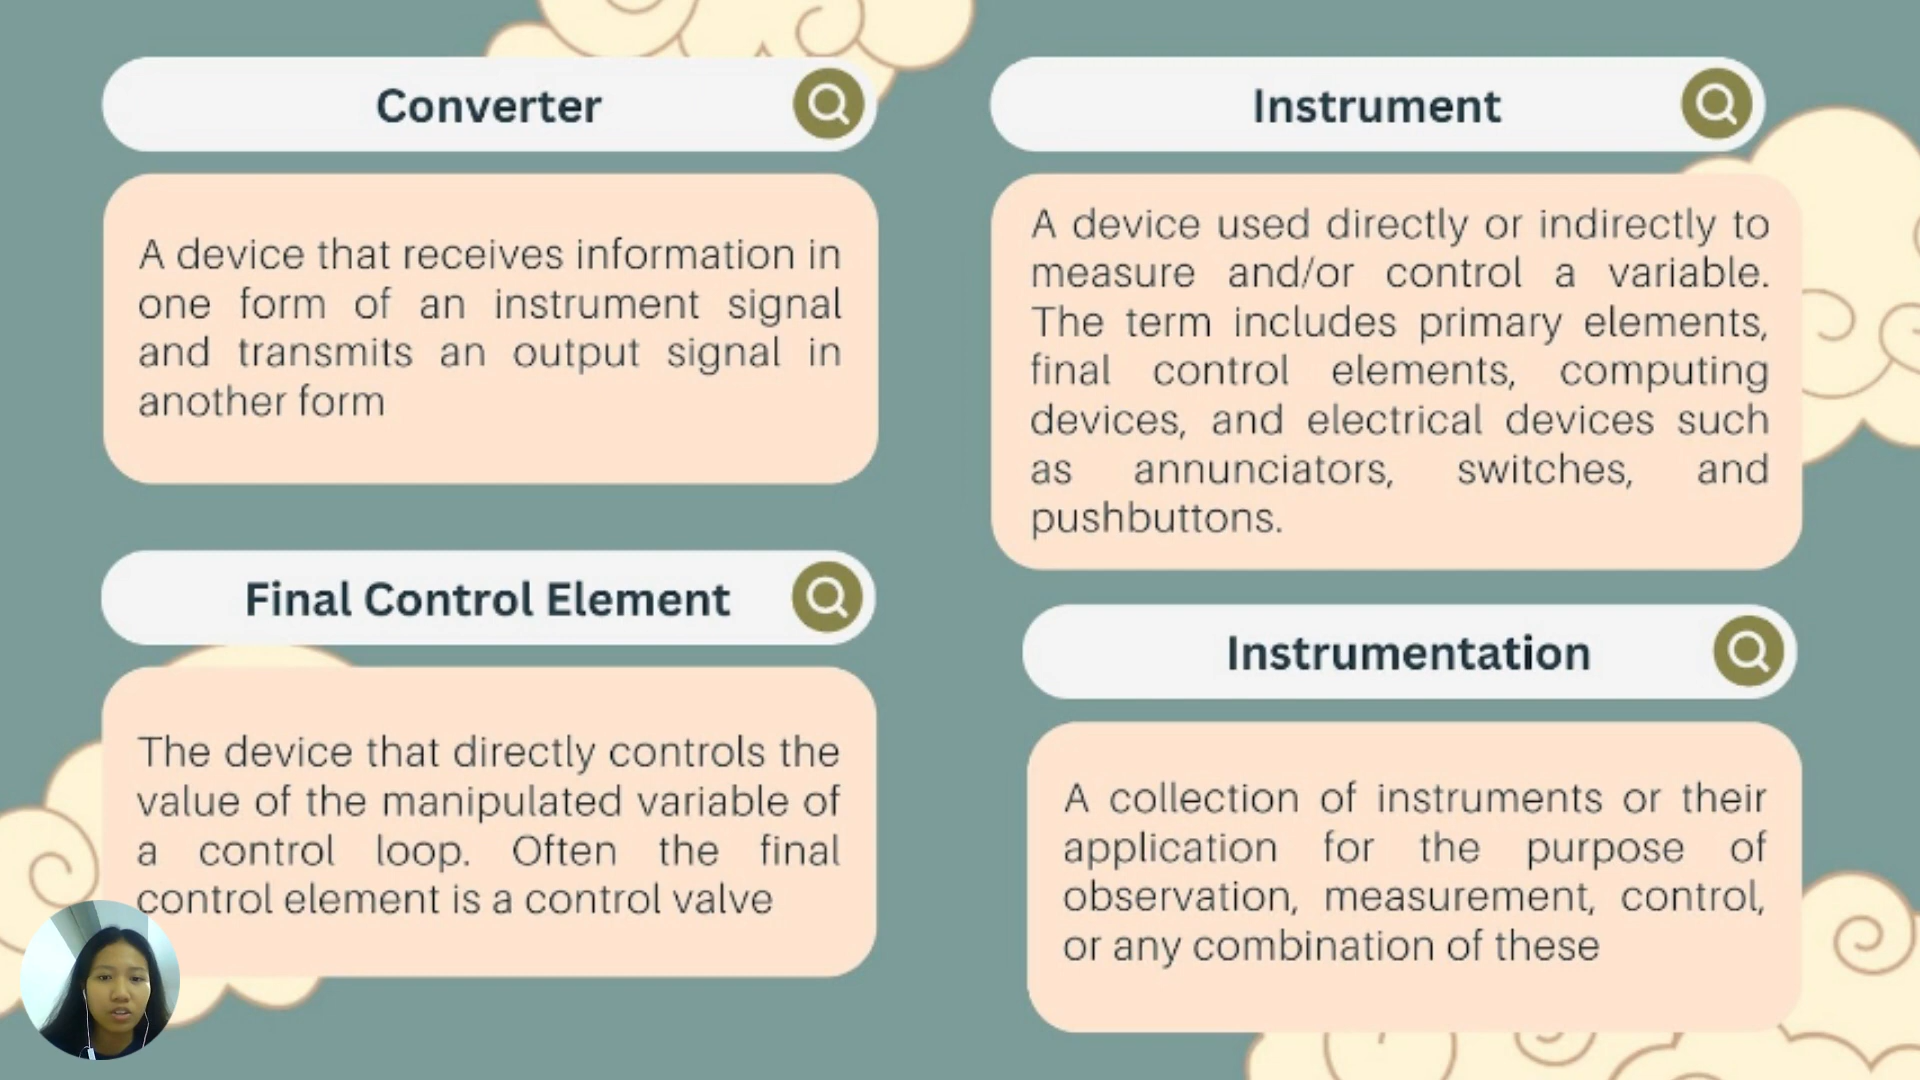 Converter
A device that receives information in
one form of an instrument signal
and transmits an output signal in
another form
Final Control Element
The device that directly controls the
value of the manipulated variable of
a control loop. Often the final
control element is a control valve
Instrument
A device used directly or indirectly to
measure and/or control a variable.
The term includes primary elements,
final control elements, computing
devices, and electrical devices such
as annunciators, switches, and
pushbuttons.
Instrumentation
A collection of instruments or their
application for the purpose of
observation, measurement, control,
or any combination of these